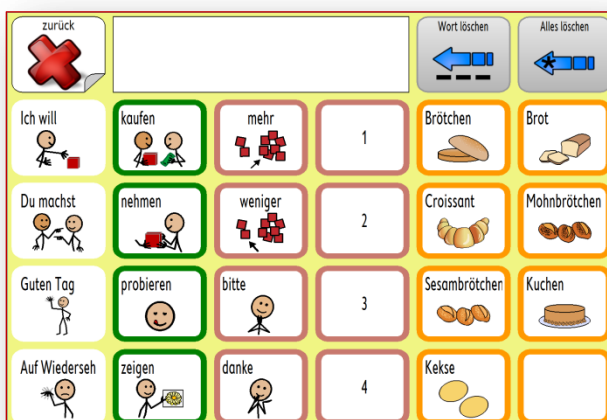 zurück
Wort löschen
Alles löschen
Ich will
kaufen
mehr
1
Brötchen
Brot
Du machst
nehmen
weniger
2
Croissant
Mohnbrötchen
Guten Tag
probieren
bitte
3
Sesambrötchen
Kuchen
Auf Wiederseh
zeigen
danke
4
Kekse